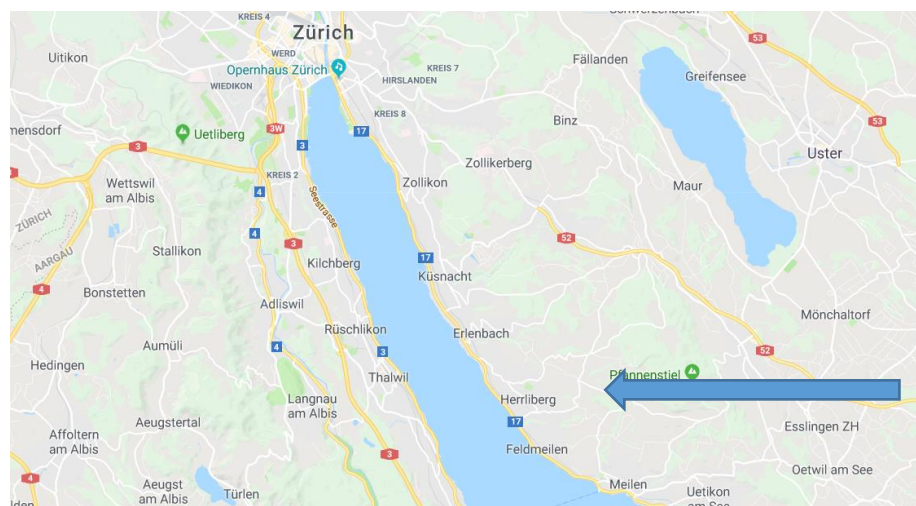 KREIS 4
Zürich
Uitikon
WERD
Opernhaus Zürich
KREIS 7
HIRSLANDEN
WIEDIKON
Fällanden
Greifensee
53
KREIS 8
mensdorf
Uetliberg
3W
3
17
Binz
53
3
Uster
Wettswil
am Albis
KREIS 2
4
Zollikerberg
Zollikon
Maur
Seestrasse
ZÜRICH
AARGAU
Stallikon
4
3
52
Kilchberg
17
Küsnacht
4
Bonstetten
Adliswil
Mönchaltorf
Rüschlikon
Erlenbach
Aumüli
4
3
52
Hedingen
Thalwil
Pfannenstiel
Langnau
am Albis
Herrliberg
17
52
Aeugstertal
Esslingen ZH
Affoltern
am Albis
3
Feldmeilen
Oetwil am See
4
Aeugst
am Albis
Türlen
Meilen
Uetikon
am See